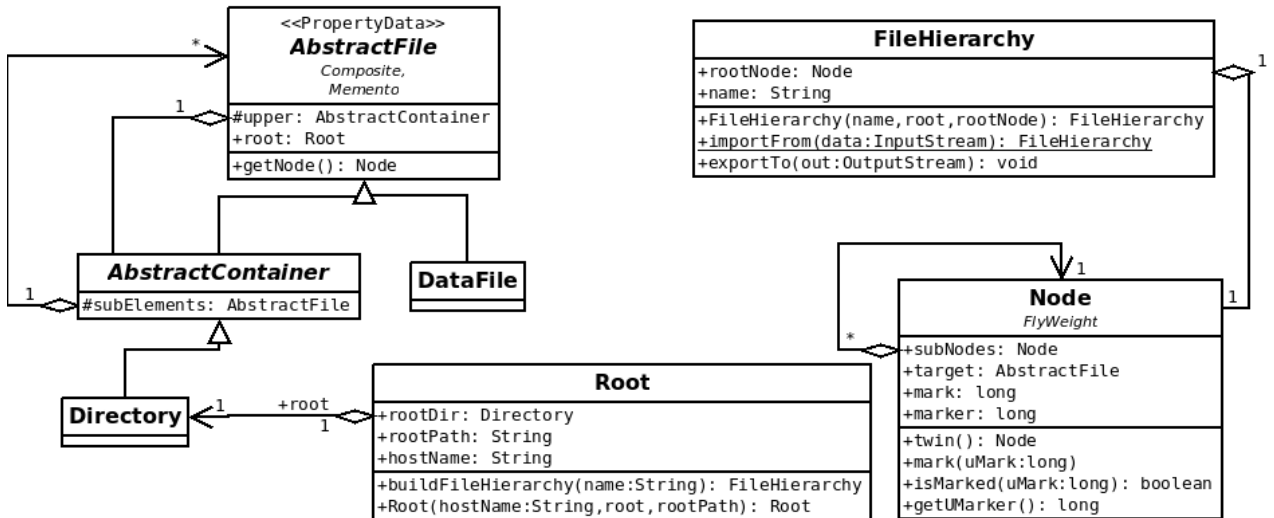 <<PropertyData>>
AbstractFile
Composite,
Memento
#upper: AbstractContainer
+root: Root
+getNode(): Node
*
1
AbstractContainer
#subElements: AbstractFile
1
DataFile
Directory
1
+root
1
Root
+rootDir: Directory
+rootPath: String
+hostName: String
+buildFileHierarchy(name:String): FileHierarchy
+Root(hostName:String,root,rootPath): Root
FileHierarchy
+rootNode: Node
+name: String
+FileHierarchy(name,root,rootNode): FileHierarchy
+importFrom(data:InputStream): FileHierarchy
+exportTo(out:OutputStream): void
1
1
*
1
Node
FlyWeight
+subNodes: Node
+target: AbstractFile
+mark: long
+marker: long
+twin(): Node
+mark(uMark:long)
+isMarked(uMark:long): boolean
+getUMarker(): long